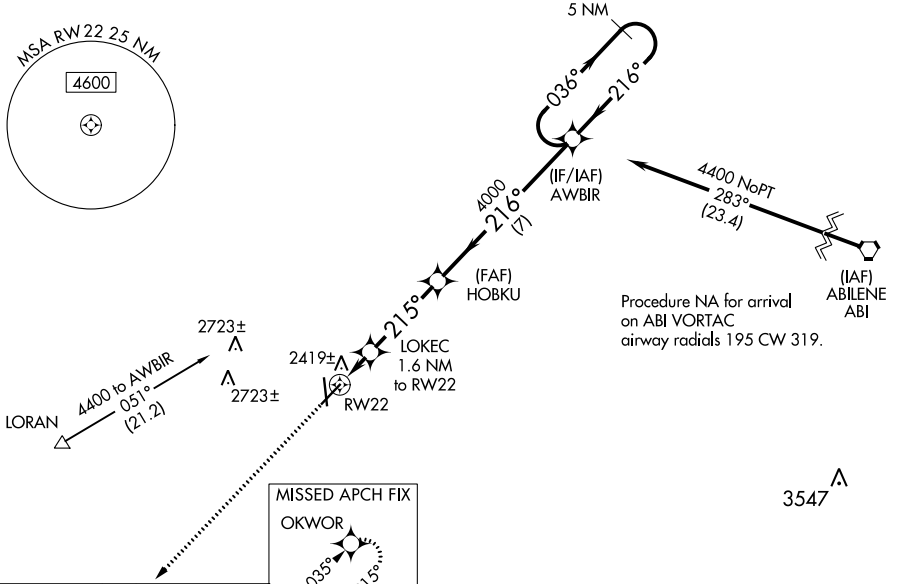 MSA RW22 25 NM
4600
5 NM
036°
216°
(IF/IAF)
AWBIR
4400 NoPT
283°
(23.4)
(IAF)
ABILENE
ABI
4000
216°
(7)
(FAF)
HOBKU
Procedure NA for arrival
on ABI VORTAC
airway radials 195 CW 319.
215°
LOKEC
1.6 NM
to RW22
2723±
2723±
2419±
RW22
4400 to AWBIR
051°
(21.2)
LORAN
3547
MISSED APCH FIX
OKWOR
035°